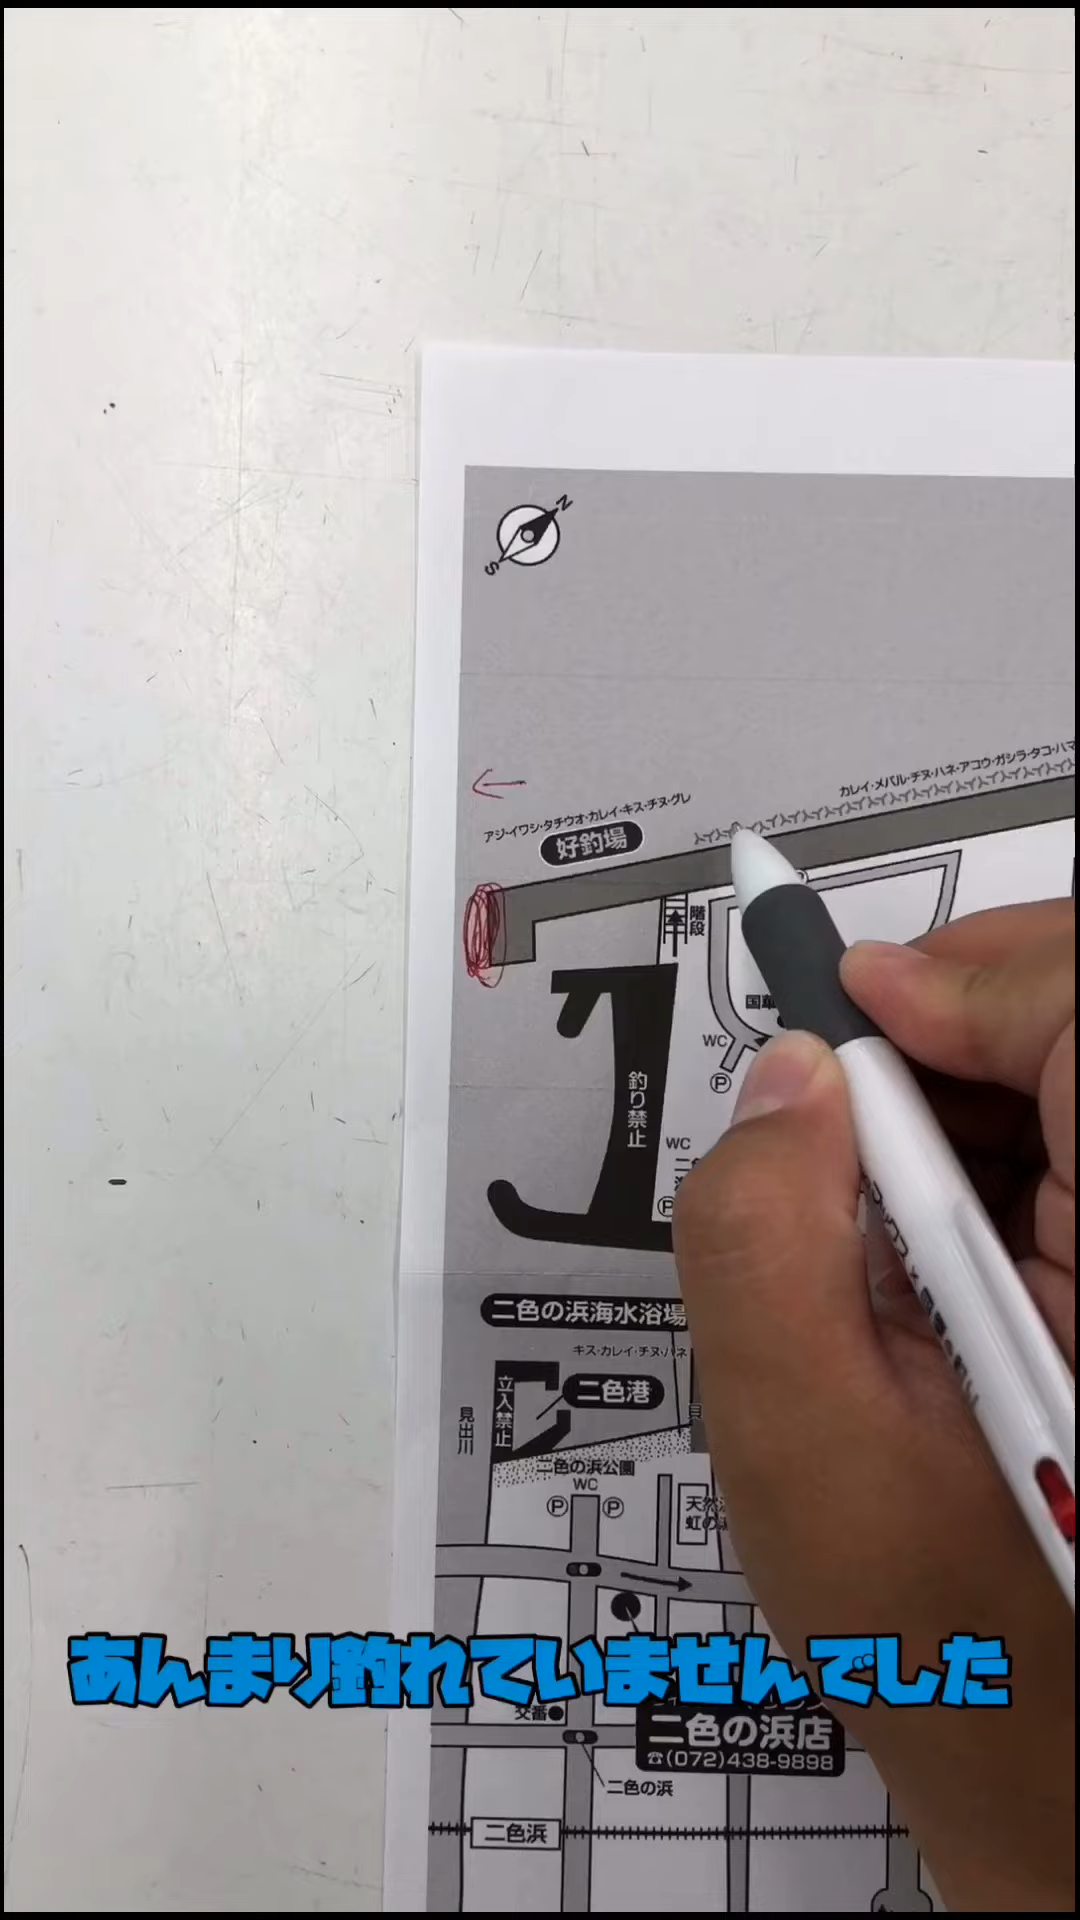 N
S
カレイ・メバル・チヌ・ハネ・アコウ・ガシラ・タコ・ハマ
アジ・イワシ・タチウオ・カレイ・キス・チヌ・グレ
好釣場
階段
国華
WC
P
釣り禁止
WC
P
二色の浜海水浴場
キス・カレイ・チヌ・ハネ
立入禁止
二色港
見出川
二色の浜公園
WC
P P
天然
虹の
あんまり釣れていませんでした
交番
二色の浜店
☎(072)438-9898
二色の浜
二色浜